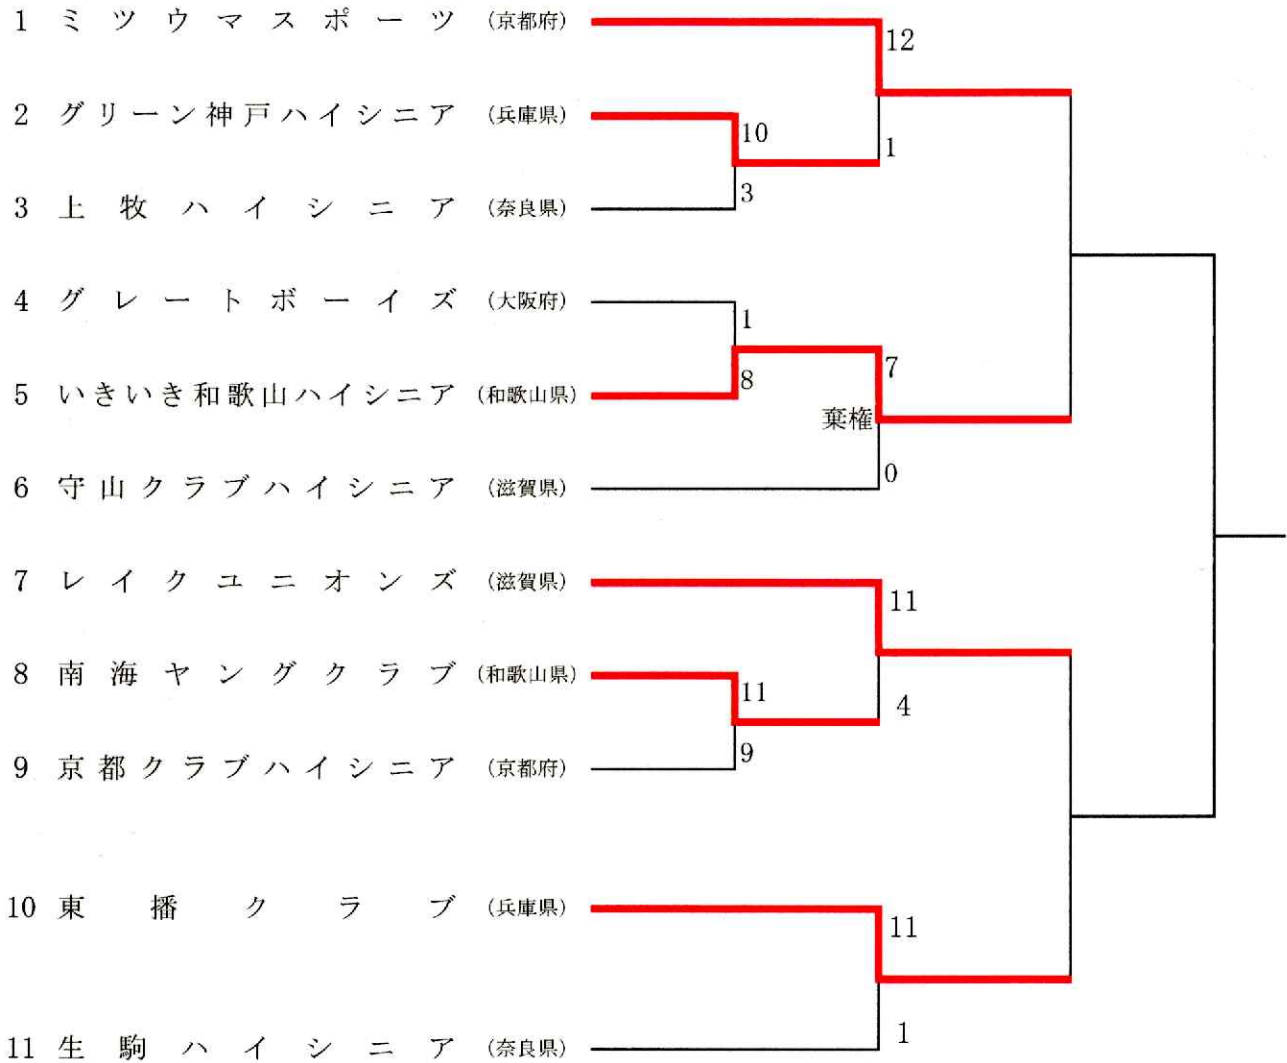 1 ミツウマスポーツ (京都府)
12
2 グリーン神戸ハイシニア (兵庫県)
10
1
3 上牧ハイシニア (奈良県)
3
4 グレートボーイズ (大阪府)
1
7
5 いきいき和歌山ハイシニア (和歌山県)
8
棄権
6 守山クラブハイシニア (滋賀県)
0
7 レイクユニオンズ (滋賀県)
11
8 南海ヤングクラブ (和歌山県)
11
4
9 京都クラブハイシニア (京都府)
9
10 東播クラブ (兵庫県)
11
11 生駒ハイシニア (奈良県)
1